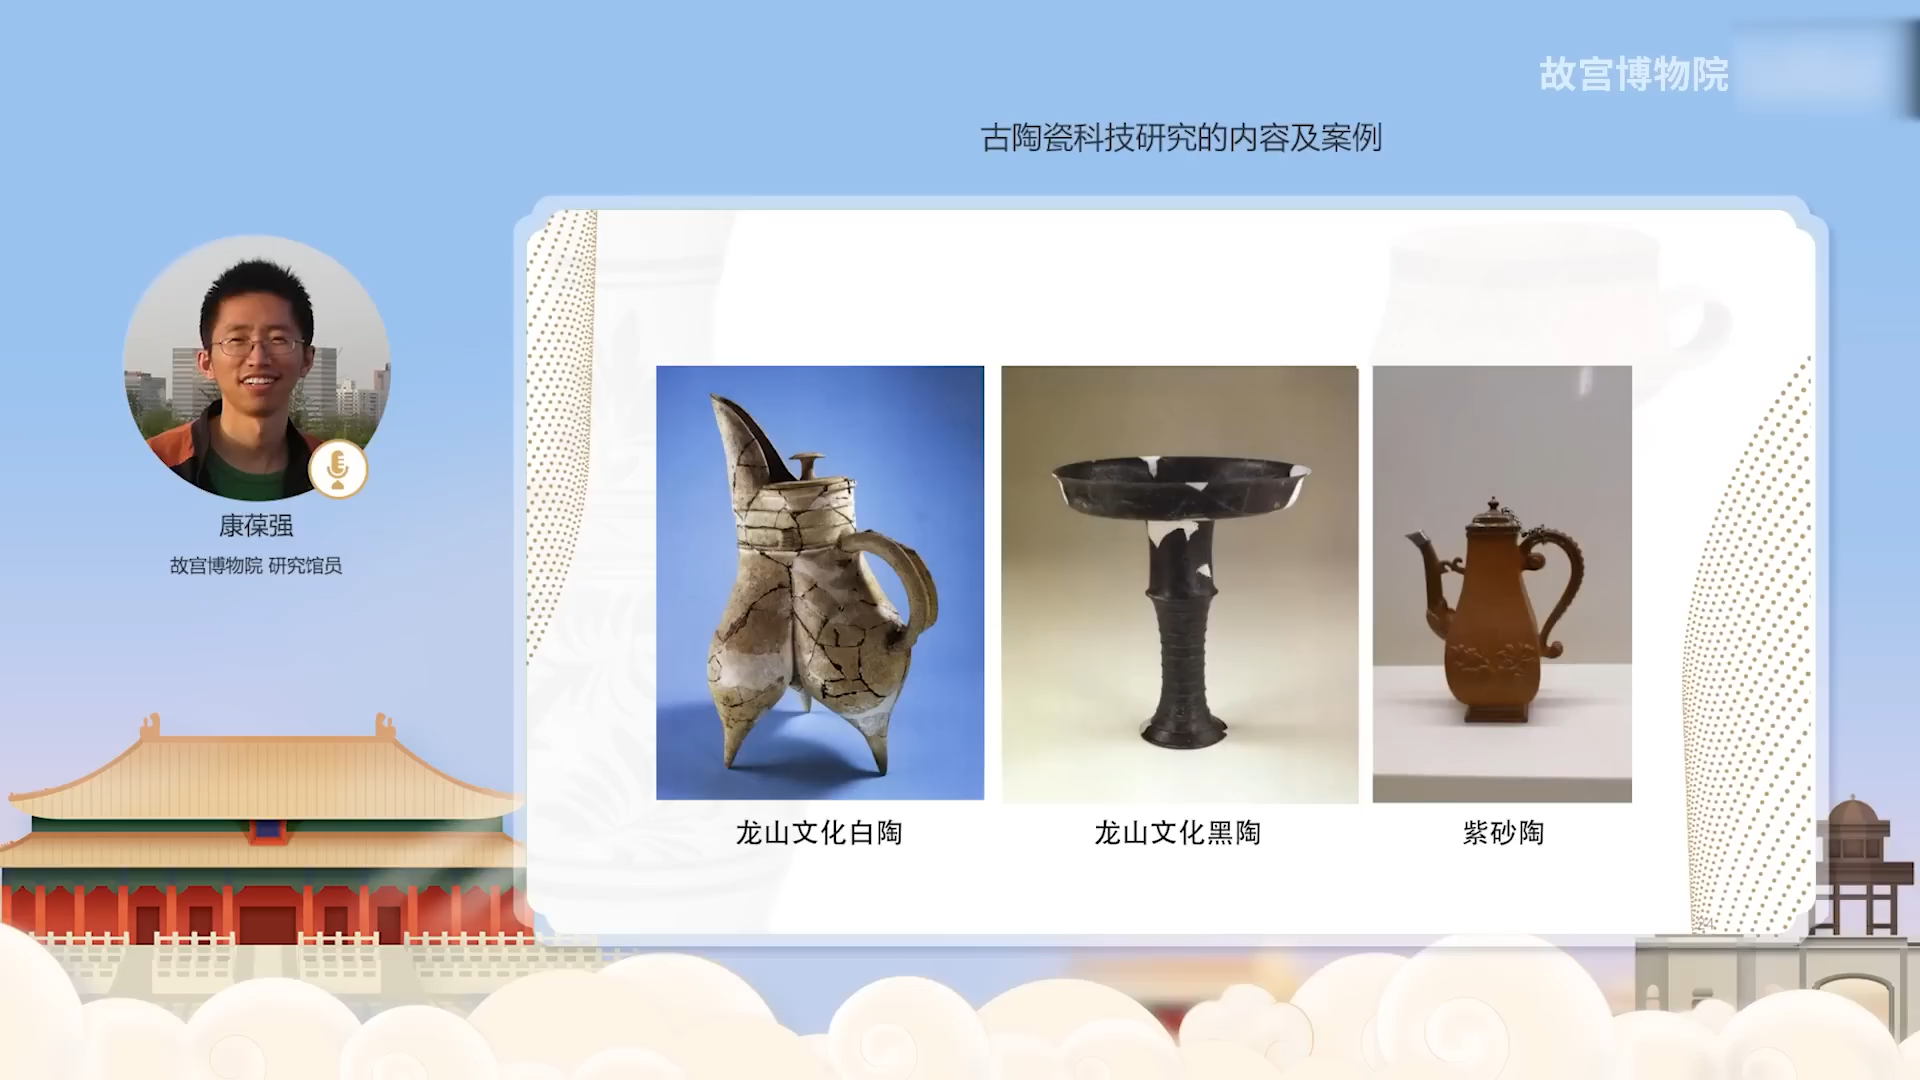 故宫博物院
古陶瓷科技研究的内容及案例
康葆强
故宫博物院 研究馆员
龙山文化白陶
龙山文化黑陶
紫砂陶